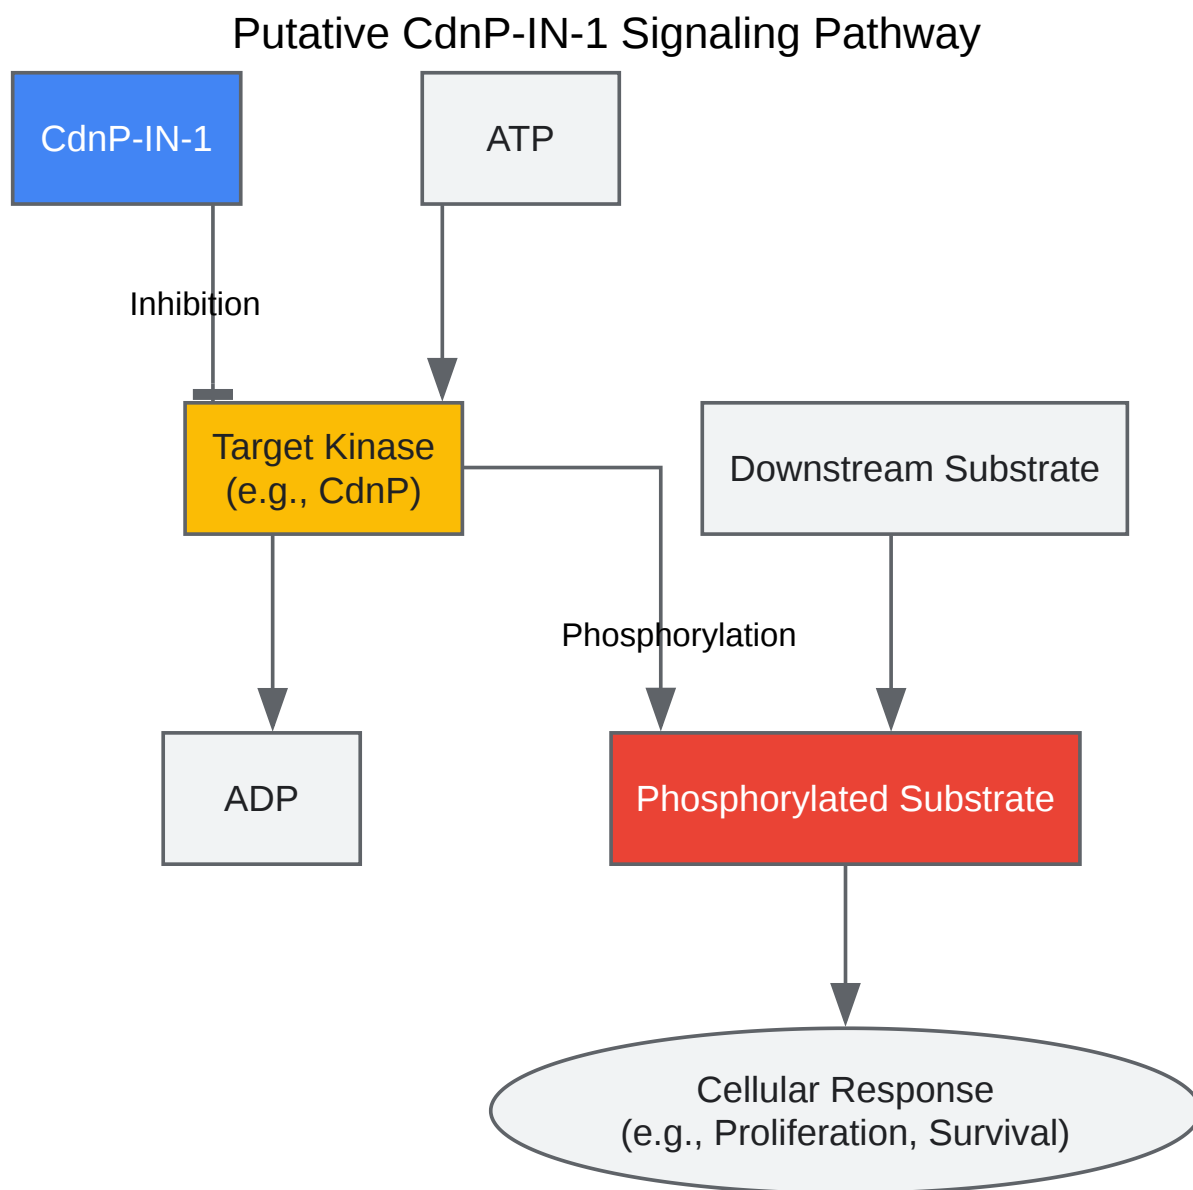 Putative CdnP-IN-1 Signaling Pathway
CdnP-IN-1
ATP
Inhibition
Target Kinase
(e.g., CdnP)
Downstream Substrate
Phosphorylation
ADP
Phosphorylated Substrate
Cellular Response
(e.g., Proliferation, Survival)